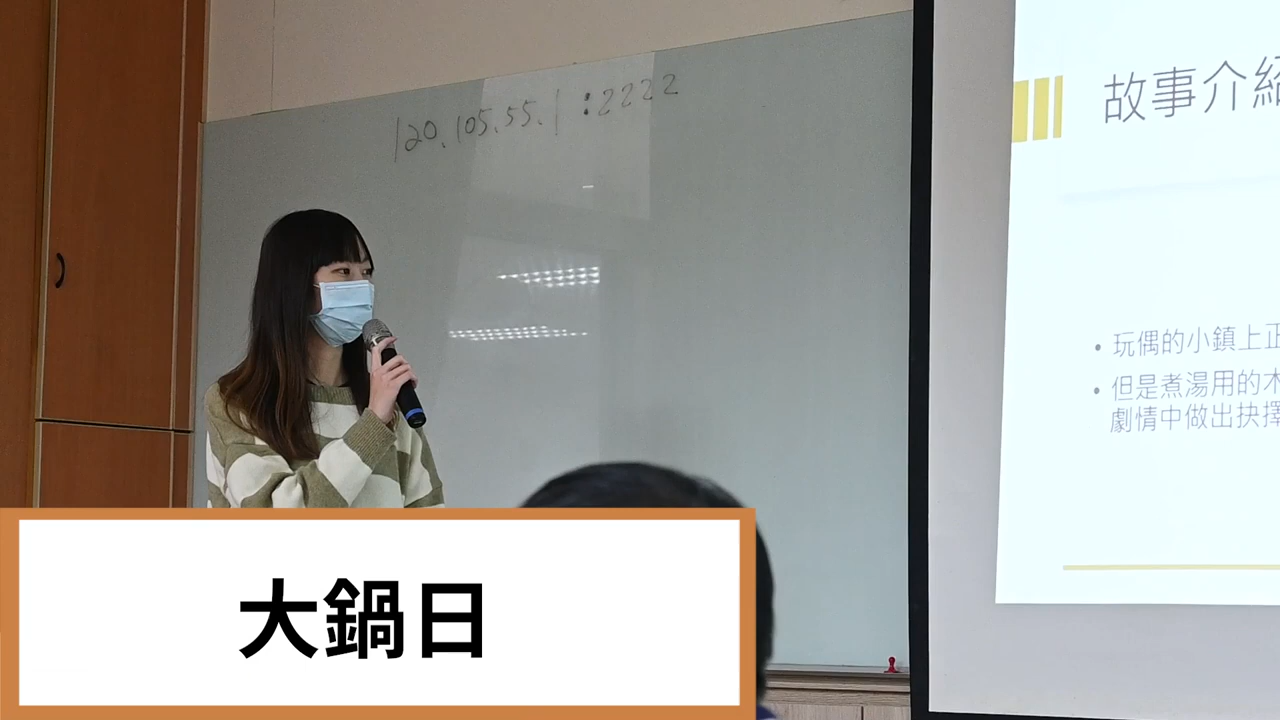 120.105.55.1:2222
故事介紹
• 玩偶的小鎮上正
• 但是煮湯用的木
劇情中做出抉擇
大鍋日